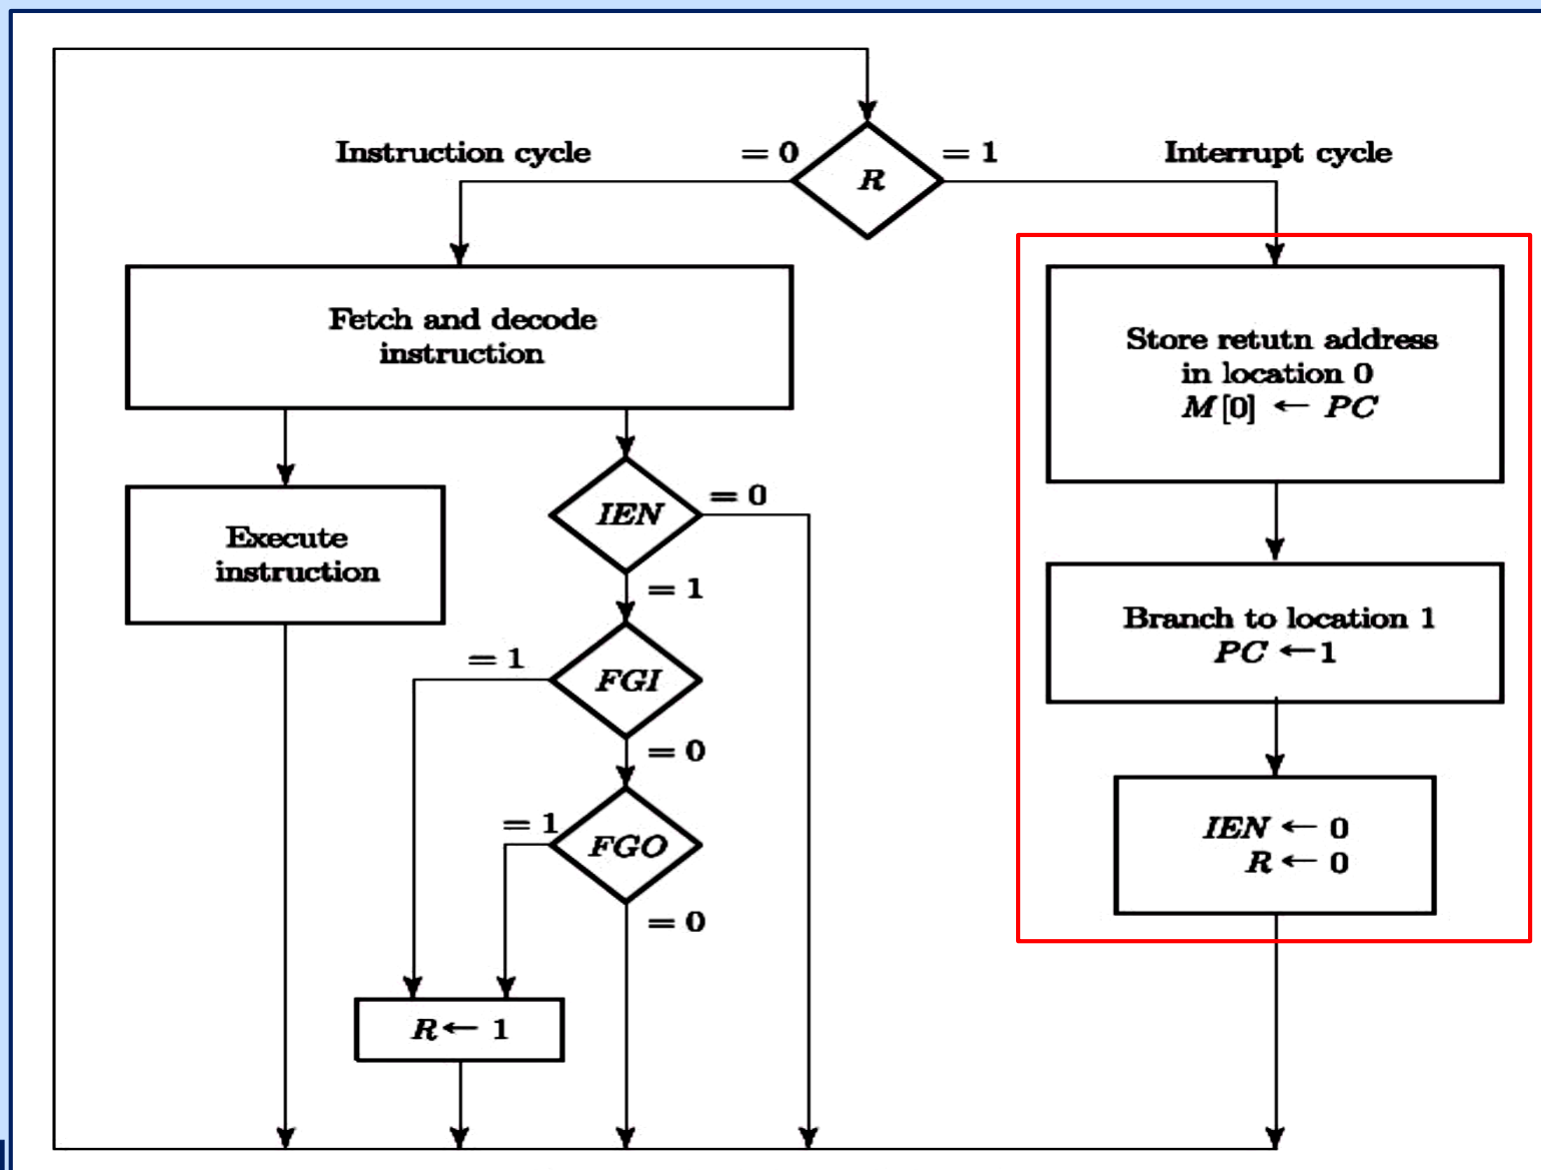 R
Instruction cycle
= 0
= 1
Interrupt cycle
Fetch and decode
instruction
Store retutn address
in location 0
M[0] ← PC
IEN
= 0
= 1
Execute
instruction
Branch to location 1
PC ←1
FGI
= 1
= 0
FGO
= 1
= 0
IEN ← 0
R ← 0
R ← 1